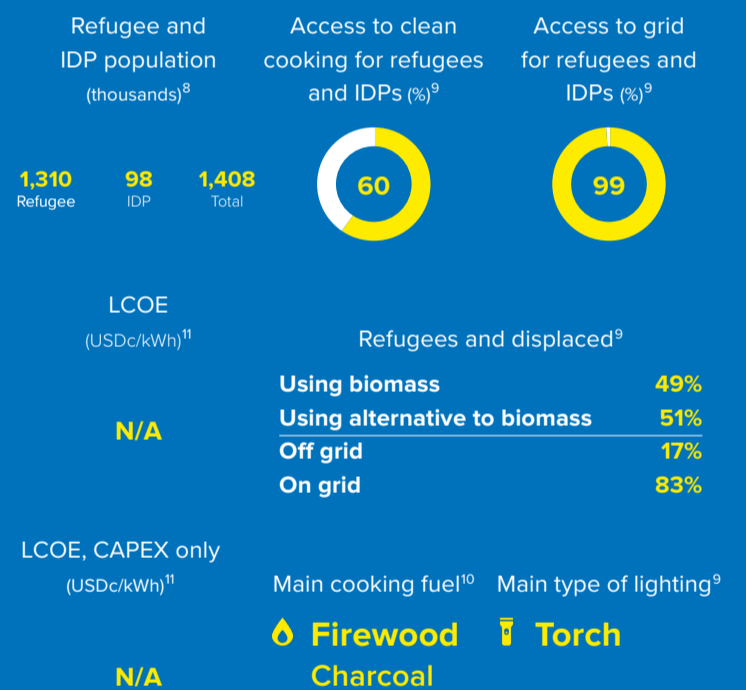 Refugee and
IDP population
(thousands)⁸
1,310 98 1,408
Refugee IDP Total
Access to clean
cooking for refugees
and IDPs (%)⁹
60
Access to grid
for refugees and
IDPs (%)⁹
99
LCOE
(USDc/kWh)¹¹
N/A
Refugees and displaced⁹
Using biomass 49%
Using alternative to biomass 51%
Off grid 17%
On grid 83%
LCOE, CAPEX only
(USDc/kWh)¹¹
N/A
Main cooking fuel¹⁰
Firewood
Charcoal
Main type of lighting⁹
Torch